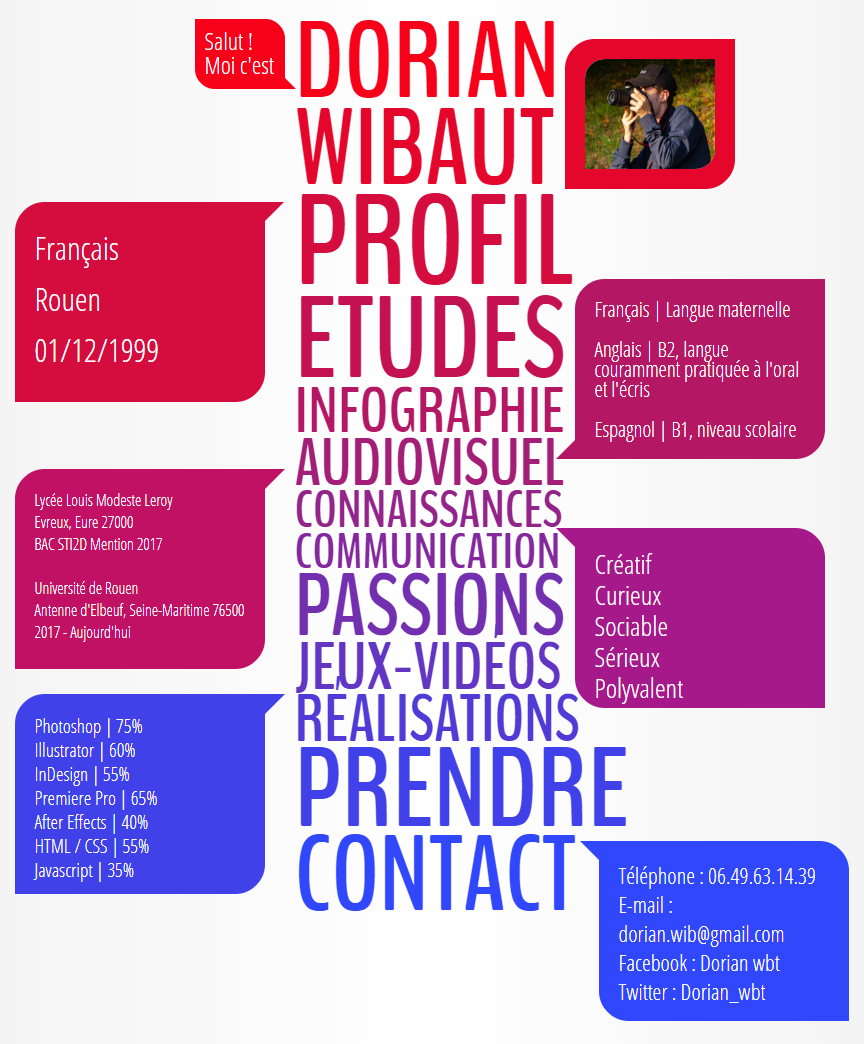 Salut !
Moi c'est
DORIAN
WIBAUT
PROFIL
ETUDES
INFOGRAPHIE
AUDIOVISUEL
CONNAISSANCES
COMMUNICATION
PASSIONS
JEUX-VIDÉOS
RÉALISATIONS
PRENDRE
CONTACT
Français
Rouen
01/12/1999
Français | Langue maternelle
Anglais | B2, langue
couramment pratiquée à l'oral
et l'écris
Espagnol | B1, niveau scolaire
Lycée Louis Modeste Leroy
Evreux, Eure 27000
BAC STI2D Mention 2017
Université de Rouen
Antenne d'Elbeuf, Seine-Maritime 76500
2017 - Aujourd'hui
Créatif
Curieux
Sociable
Sérieux
Polyvalent
Photoshop | 75%
Illustrator | 60%
InDesign | 55%
Premiere Pro | 65%
After Effects | 40%
HTML / CSS | 55%
Javascript | 35%
Téléphone : 06.49.63.14.39
E-mail :
dorian.wib@gmail.com
Facebook : Dorian wbt
Twitter : Dorian_wbt